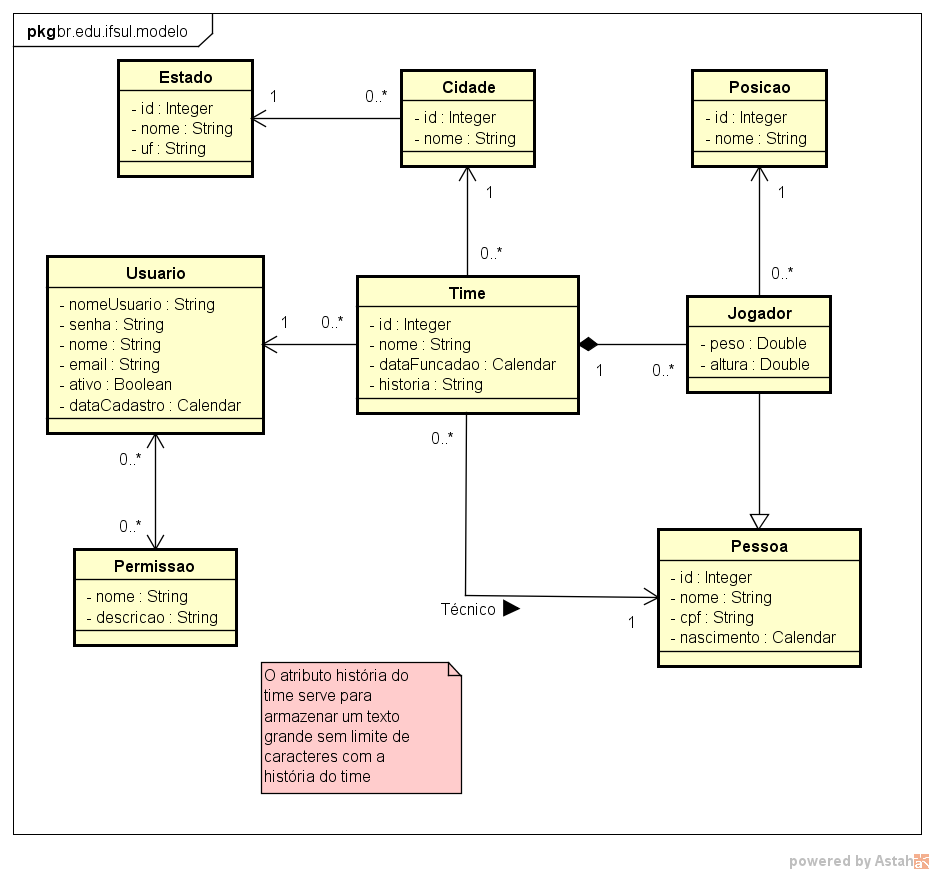 pkgbr.edu.ifsul.modelo
Estado
- id : Integer
- nome : String
- uf : String
1
0..*
Cidade
- id : Integer
- nome : String
Posicao
- id : Integer
- nome : String
1
0..*
1
0..*
Usuario
- nomeUsuario : String
- senha : String
- nome : String
- email : String
- ativo : Boolean
- dataCadastro : Calendar
1
0..*
Time
- id : Integer
- nome : String
- dataFuncadao : Calendar
- historia : String
1
0..*
Jogador
- peso : Double
- altura : Double
0..*
0..*
0..*
Técnico
1
Permissao
- nome : String
- descricao : String
Pessoa
- id : Integer
- nome : String
- cpf : String
- nascimento : Calendar
O atributo história do
time serve para
armazenar um texto
grande sem limite de
caracteres com a
história do time
powered by Astah